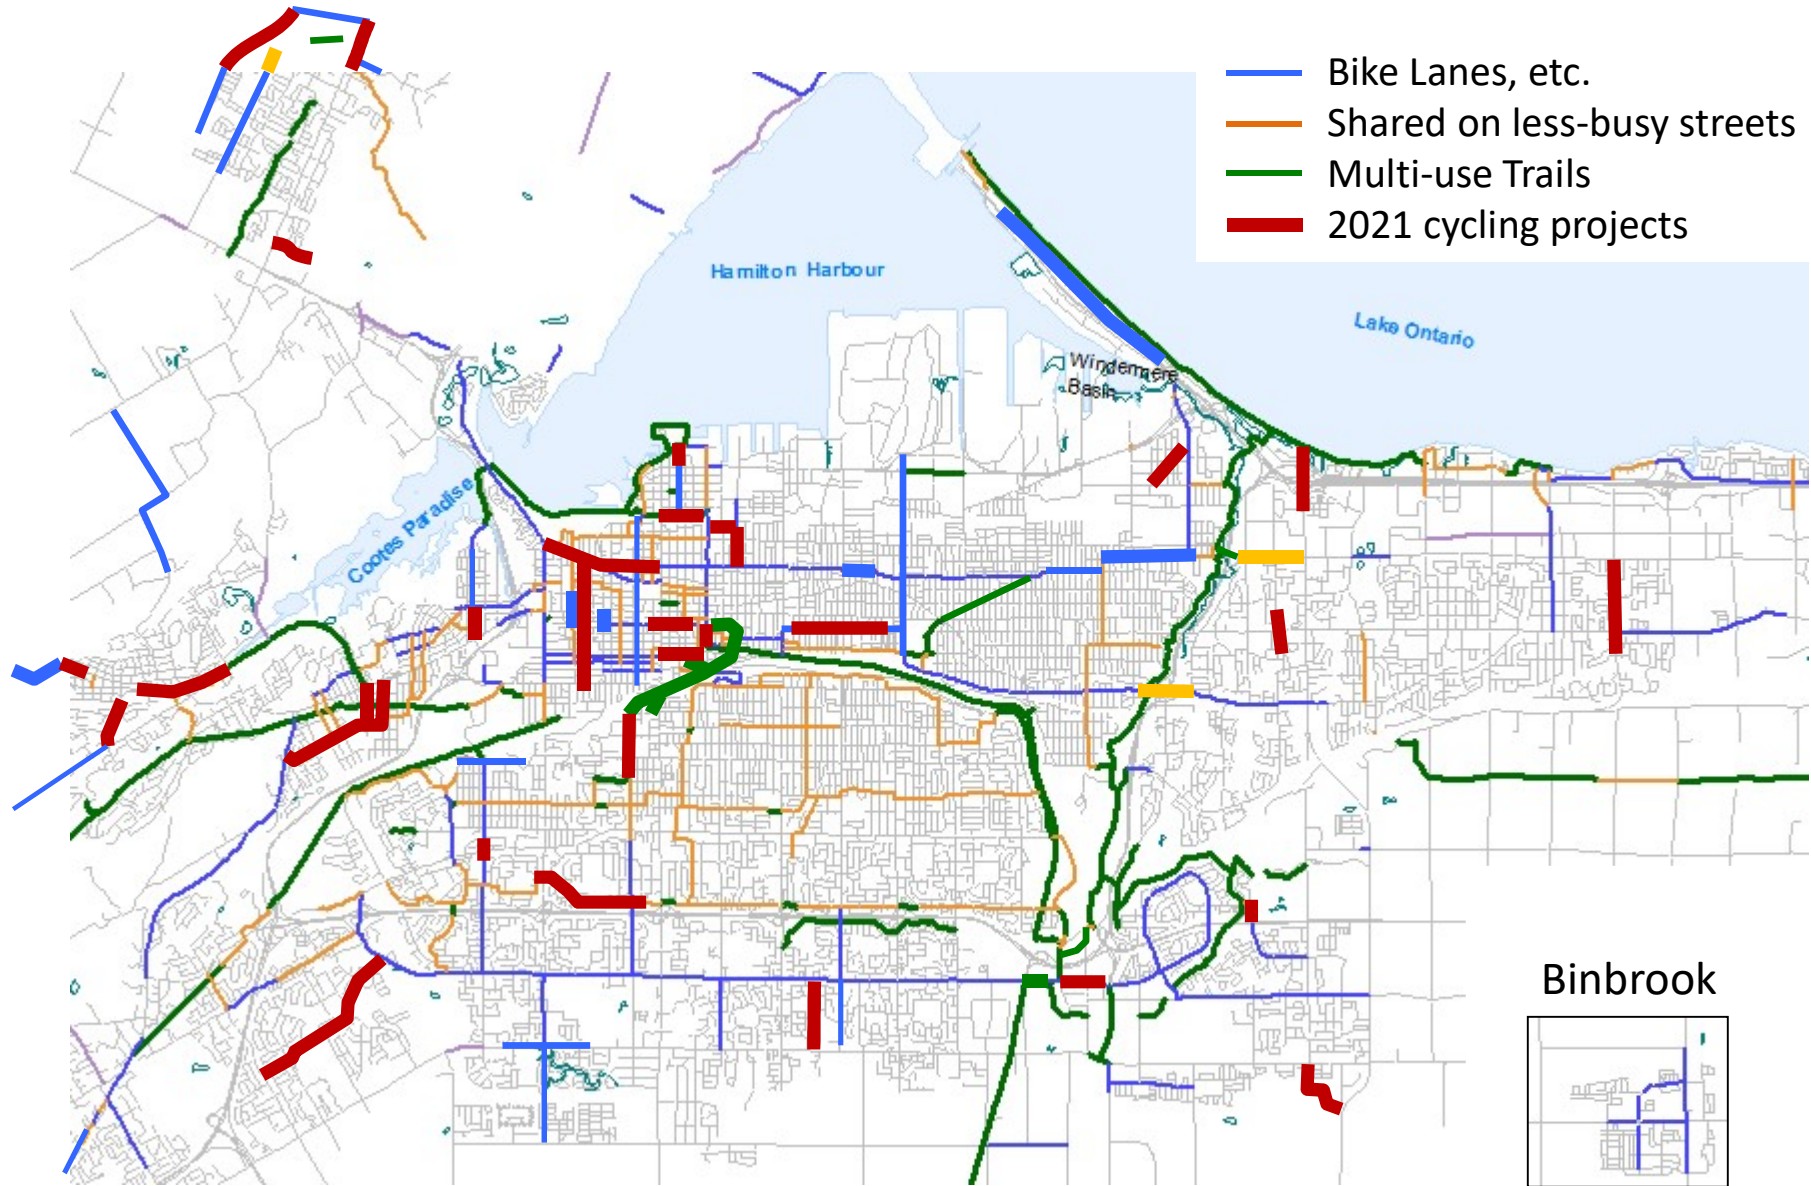 Bike Lanes, etc.
Shared on less-busy streets
Multi-use Trails
2021 cycling projects
Hamilton Harbour
Lake Ontario
Windermere
Basin
Cootes Paradise
Binbrook